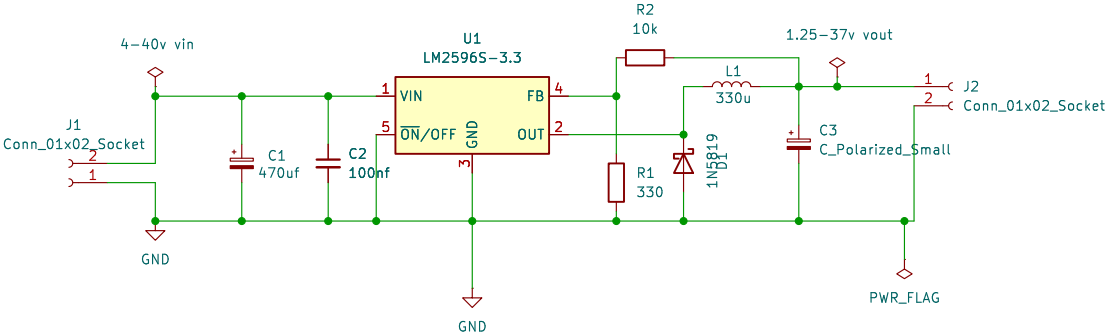 R2
10k
1.25-37v vout
4-40v vin
U1
LM2596S-3.3
L1
330u
1
VIN
FB
4
5
ON/OFF
GND
OUT
2
3
J1
Conn_01x02_Socket
2
1
+
C1
470uf
C2
100nf
R1
330
1N5819
D1
+
C3
C_Polarized_Small
1
2
J2
Conn_01x02_Socket
GND
GND
PWR_FLAG